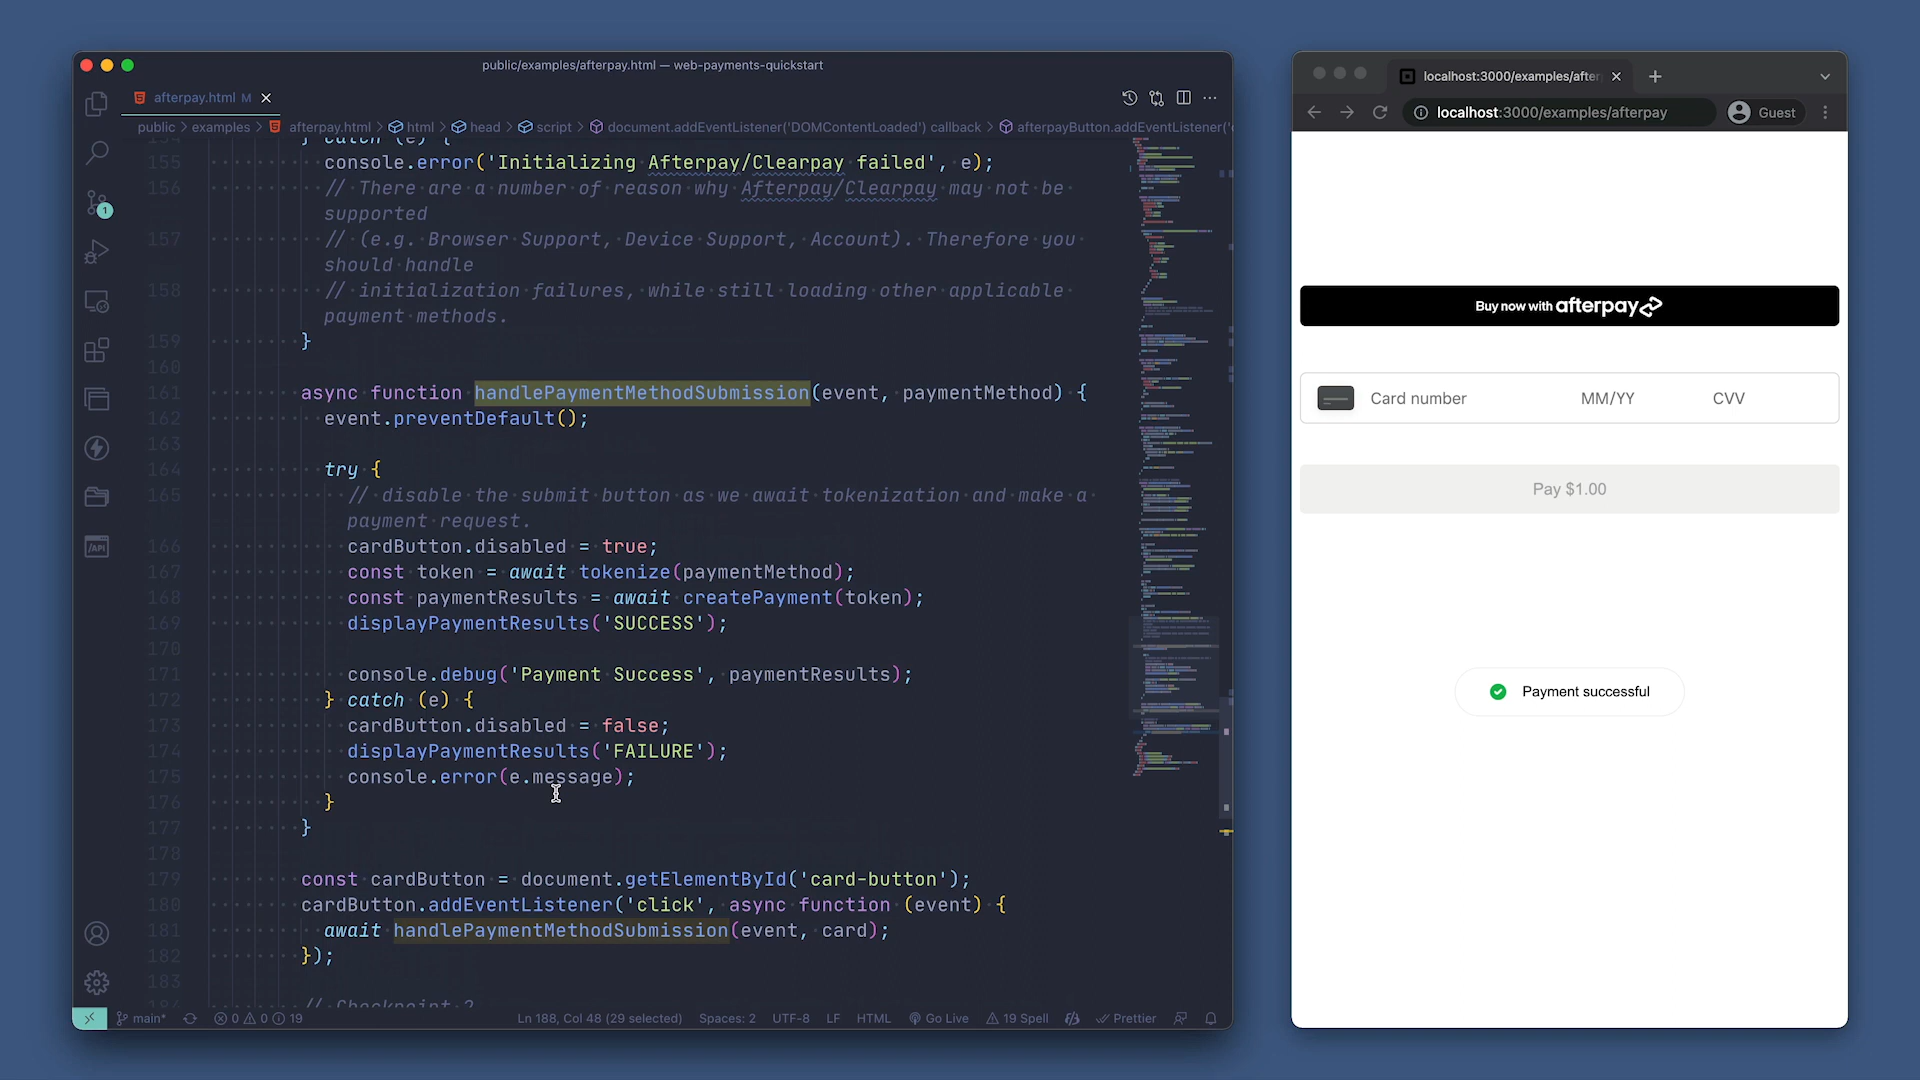 public/examples/afterpay.html — web-payments-quickstart
afterpay.html M
public > examples > afterpay.html > html > head > script > document.addEventListener('DOMContentLoaded') callback > afterpayButton.addEventListener('c
154 } catch (e) {
155 console.error('Initializing Afterpay/Clearpay failed', e);
156 // There are a number of reason why Afterpay/Clearpay may not be
supported
157 // (e.g. Browser Support, Device Support, Account). Therefore you
should handle
158 // initialization failures, while still loading other applicable
payment methods.
159 }
160
161 async function handlePaymentMethodSubmission(event, paymentMethod) {
162 event.preventDefault();
163
164 try {
165 // disable the submit button as we await tokenization and make a
payment request.
166 cardButton.disabled = true;
167 const token = await tokenize(paymentMethod);
168 const paymentResults = await createPayment(token);
169 displayPaymentResults('SUCCESS');
170
171 console.debug('Payment Success', paymentResults);
172 } catch (e) {
173 cardButton.disabled = false;
174 displayPaymentResults('FAILURE');
175 console.error(e.message);
176 }
177 }
178
179 const cardButton = document.getElementById('card-button');
180 cardButton.addEventListener('click', async function (event) {
181 await handlePaymentMethodSubmission(event, card);
182 });
183
184 // Checkpoint 2
1
/API
main* 0 0 19 Ln 188, Col 48 (29 selected) Spaces: 2 UTF-8 LF HTML Go Live 19 Spell Prettier
localhost:3000/examples/after
localhost:3000/examples/afterpay Guest
Buy now with afterpay
Card number MM/YY CVV
Pay $1.00
Payment successful